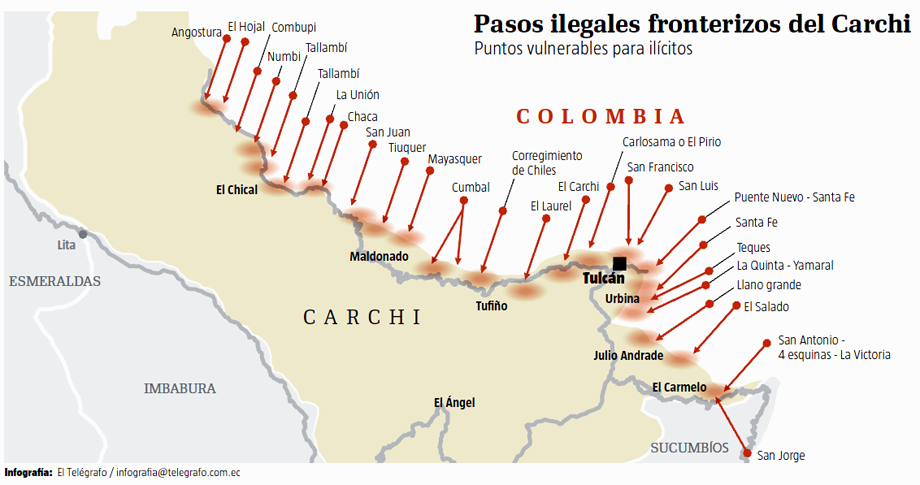 Pasos ilegales fronterizos del Carchi
Puntos vulnerables para ilícitos
Angostura
El Hojal
Combupi
Numbi
Tallambí
Tallambí
La Unión
Chaca
San Juan
Tiuquer
Mayasquer
Cumbal
Corregimiento
de Chiles
El Laurel
El Carchi
Carlosama o El Pirio
San Francisco
San Luis
Puente Nuevo - Santa Fe
Santa Fe
Teques
La Quinta - Yamaral
Llano grande
El Salado
San Antonio -
4 esquinas - La Victoria
San Jorge
COLOMBIA
El Chical
Maldonado
Tufiño
Tulcán
Urbina
Julio Andrade
El Carmelo
El Ángel
Lita
ESMERALDAS
CARCHI
IMBABURA
SUCUMBÍOS
Infografía: El Telégrafo / infografia@telegrafo.com.ec